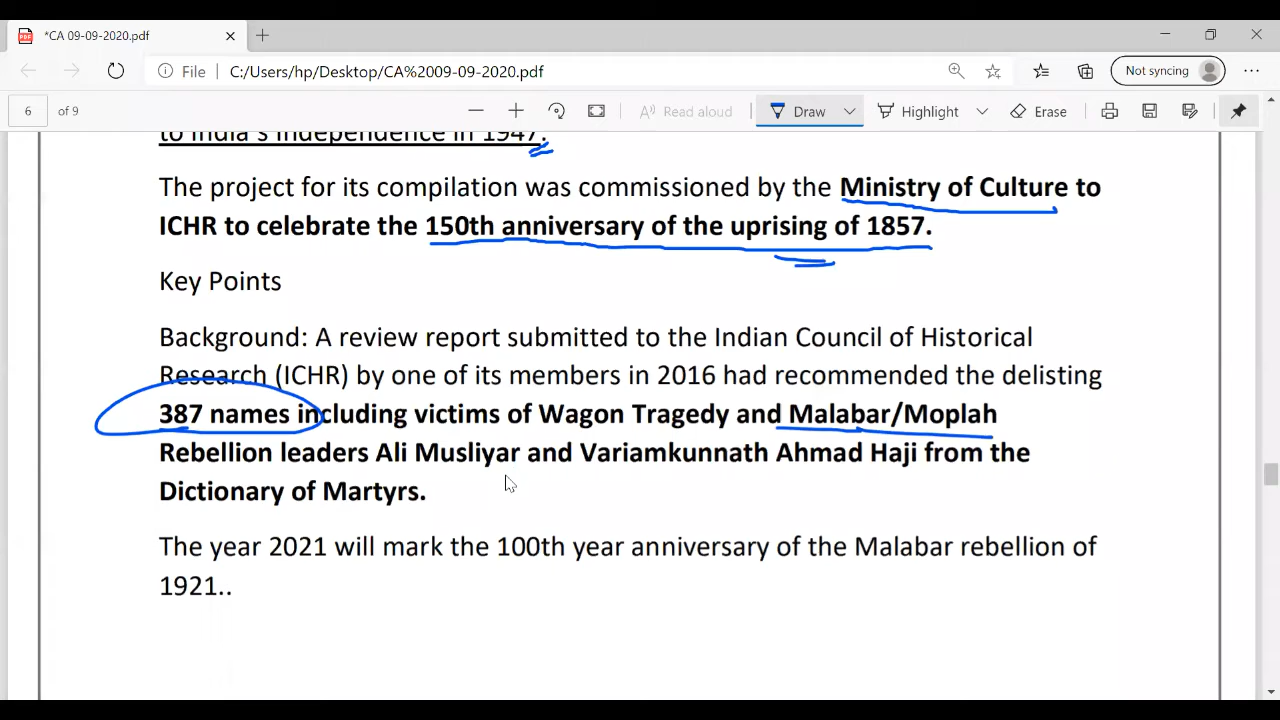 *CA 09-09-2020.pdf
File C:/Users/hp/Desktop/CA%2009-09-2020.pdf
Not syncing
6 of 9
Read aloud
Draw
Highlight
Erase
to India's Independence in 1947.
The project for its compilation was commissioned by the Ministry of Culture to
ICHR to celebrate the 150th anniversary of the uprising of 1857.
Key Points
Background: A review report submitted to the Indian Council of Historical
Research (ICHR) by one of its members in 2016 had recommended the delisting
387 names including victims of Wagon Tragedy and Malabar/Moplah
Rebellion leaders Ali Musliyar and Variamkunnath Ahmad Haji from the
Dictionary of Martyrs.
The year 2021 will mark the 100th year anniversary of the Malabar rebellion of
1921..